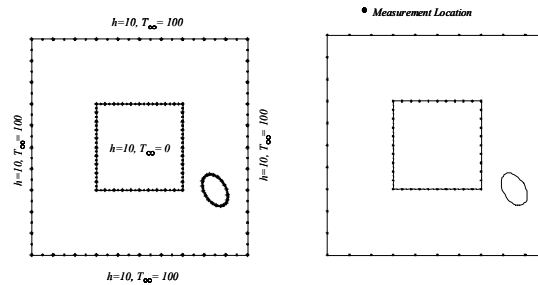 h=10, T∞= 100
● Measurement Location
h=10, T∞= 100
h=10, T∞= 0
h=10, T∞= 100
h=10, T∞= 100